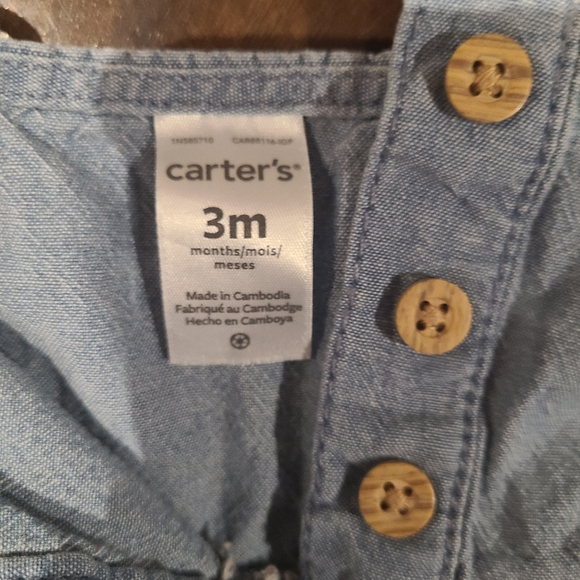 carter's®
3m
months/mois/
meses
Made in Cambodia
Fabriqué au Cambodge
Hecho en Camboya